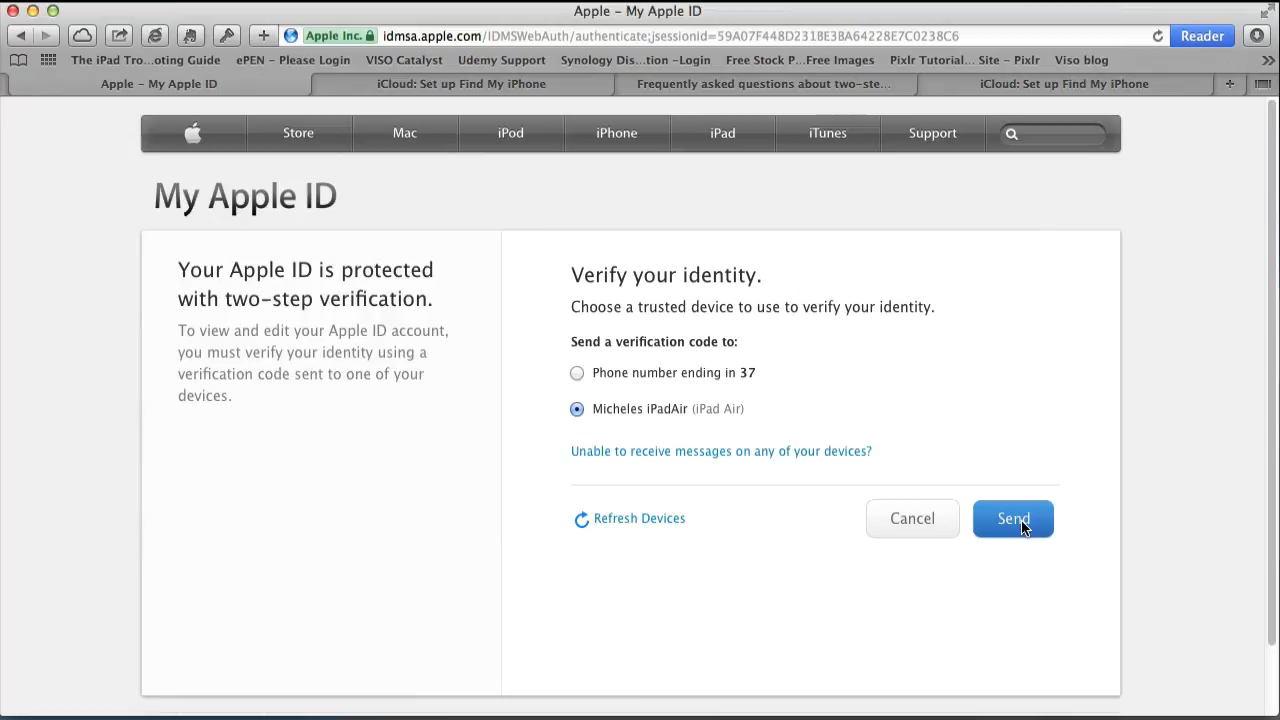 Apple – My Apple ID
Apple Inc. idmsa.apple.com/IDMSWebAuth/authenticate;jsessionid=59A07F448D231BE3BA64228E7C0238C6 Reader
The iPad Tro...oting Guide ePEN – Please Login VISO Catalyst Udemy Support Synology Dis...tion -Login Free Stock P...Free Images Pixlr Tutorial... Site – Pixlr Viso blog
Apple – My Apple ID iCloud: Set up Find My iPhone Frequently asked questions about two-ste... iCloud: Set up Find My iPhone
Store Mac iPod iPhone iPad iTunes Support
My Apple ID
Your Apple ID is protected
with two-step verification.
To view and edit your Apple ID account,
you must verify your identity using a
verification code sent to one of your
devices.
Verify your identity.
Choose a trusted device to use to verify your identity.
Send a verification code to:
Phone number ending in 37
Micheles iPadAir (iPad Air)
Unable to receive messages on any of your devices?
Refresh Devices
Cancel
Send